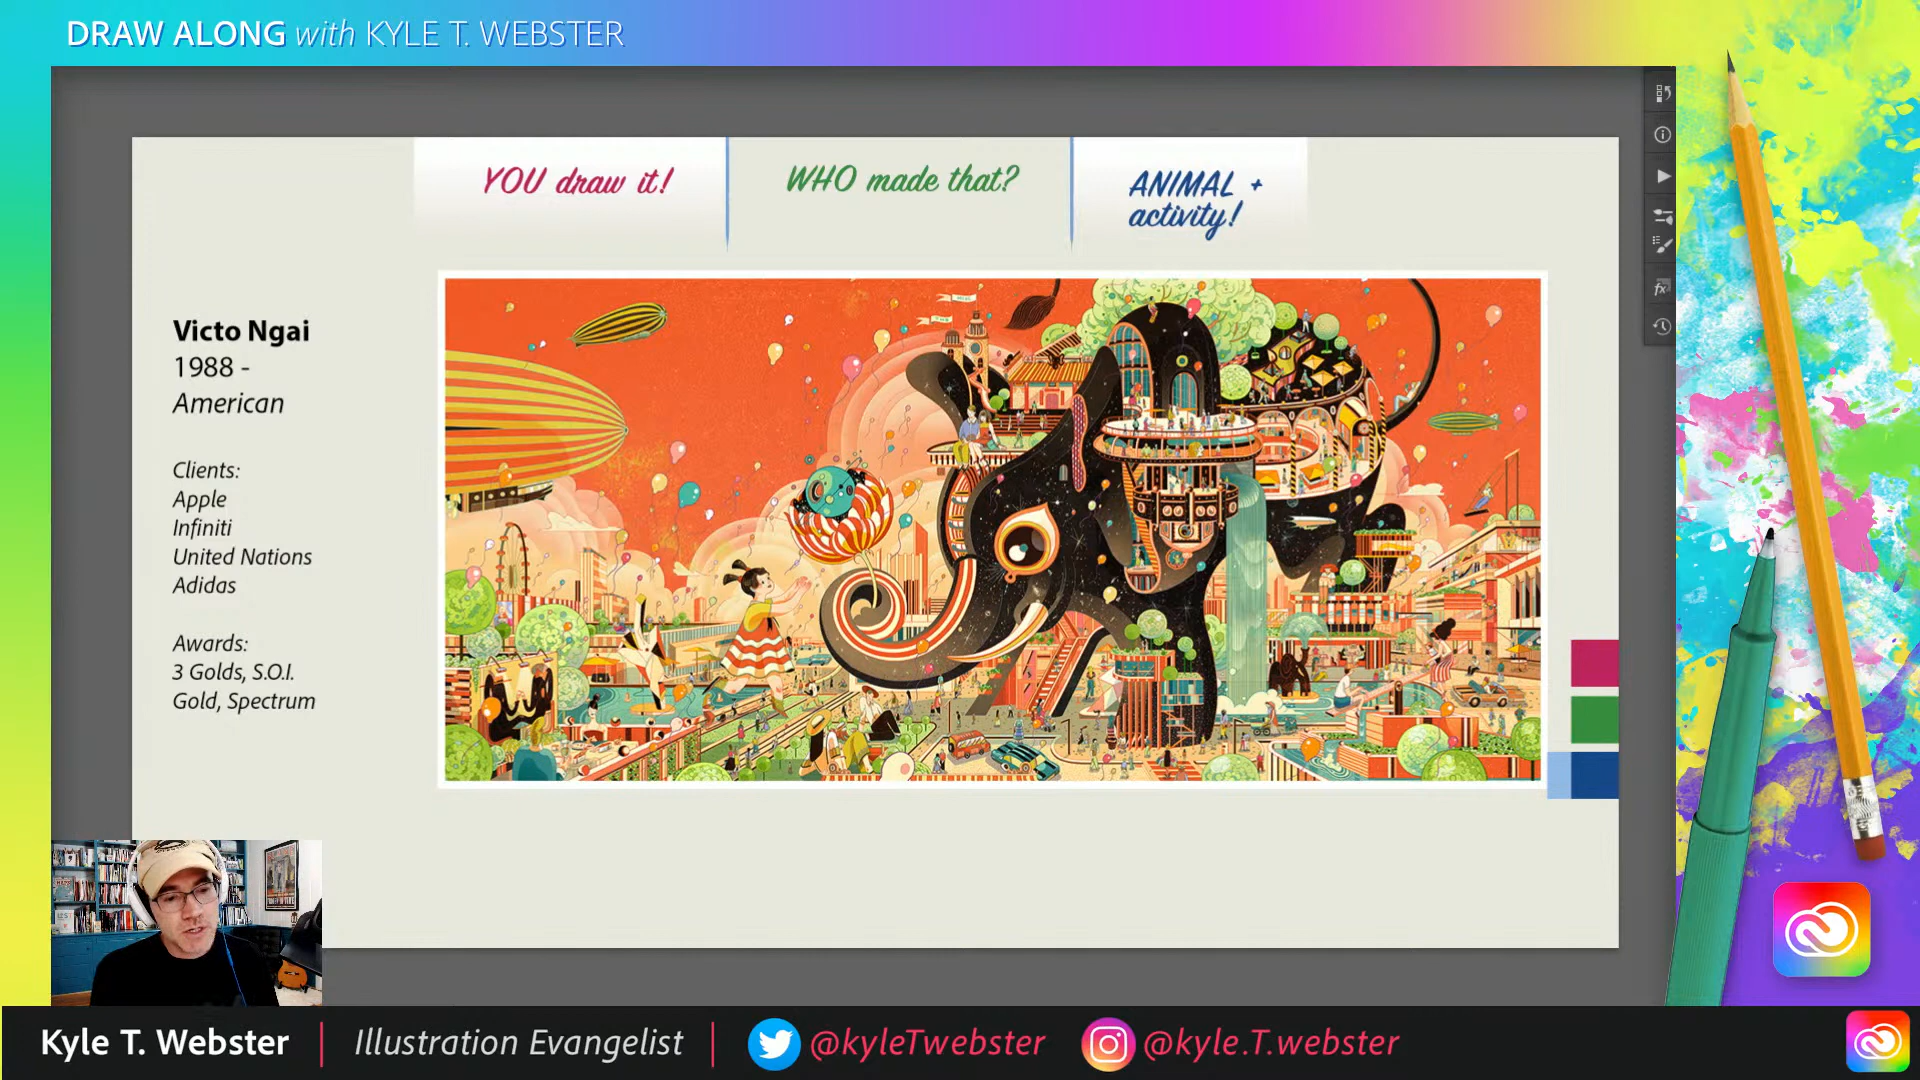 DRAW ALONG with KYLE T. WEBSTER
YOU draw it!
WHO made that?
ANIMAL +
activity!
Victo Ngai
1988 -
American
Clients:
Apple
Infiniti
United Nations
Adidas
Awards:
3 Golds, S.O.I.
Gold, Spectrum
fx
Kyle T. Webster | Illustration Evangelist | @kyleTwebster @kyle.T.webster